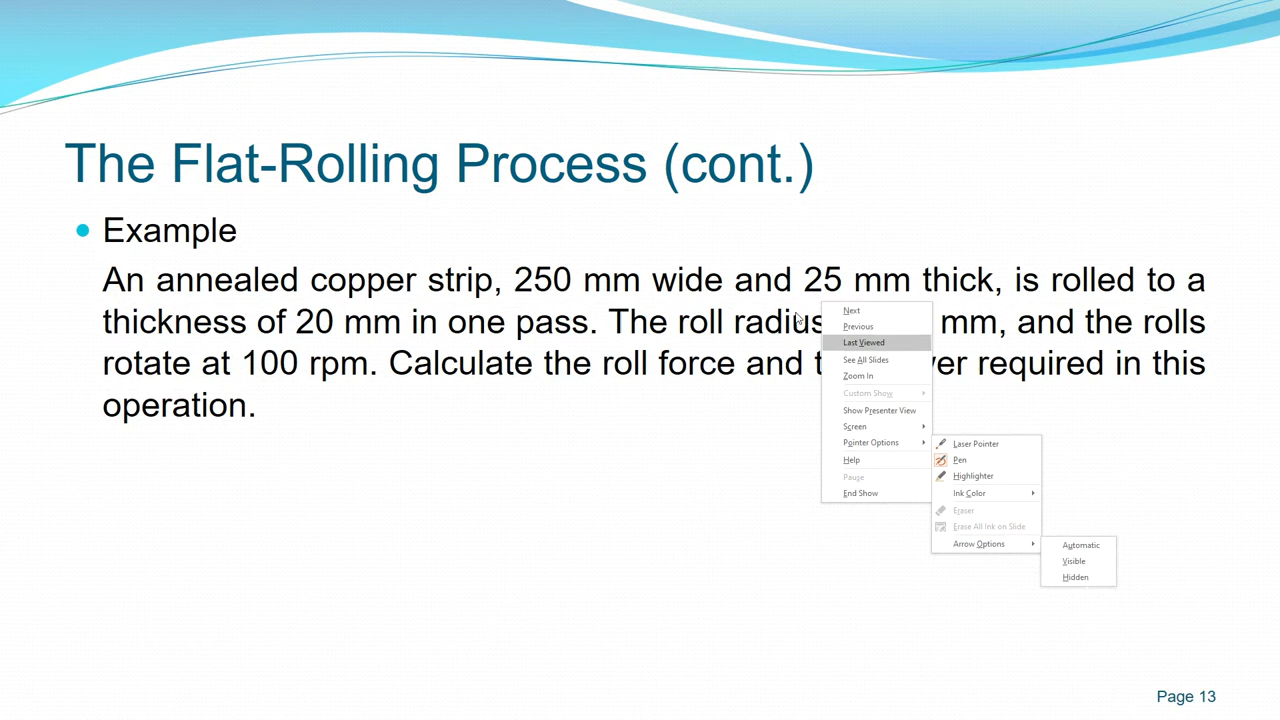 The Flat-Rolling Process (cont.)
Example
An annealed copper strip, 250 mm wide and 25 mm thick, is rolled to a
thickness of 20 mm in one pass. The roll radius mm, and the rolls
rotate at 100 rpm. Calculate the roll force and required in this
operation.
Next
Previous
Last Viewed
See All Slides
Zoom In
Custom Show
Show Presenter View
Screen
Pointer Options
Help
Pause
End Show
Laser Pointer
Pen
Highlighter
Ink Color
Eraser
Erase All Ink on Slide
Arrow Options
Automatic
Visible
Hidden
Page 13